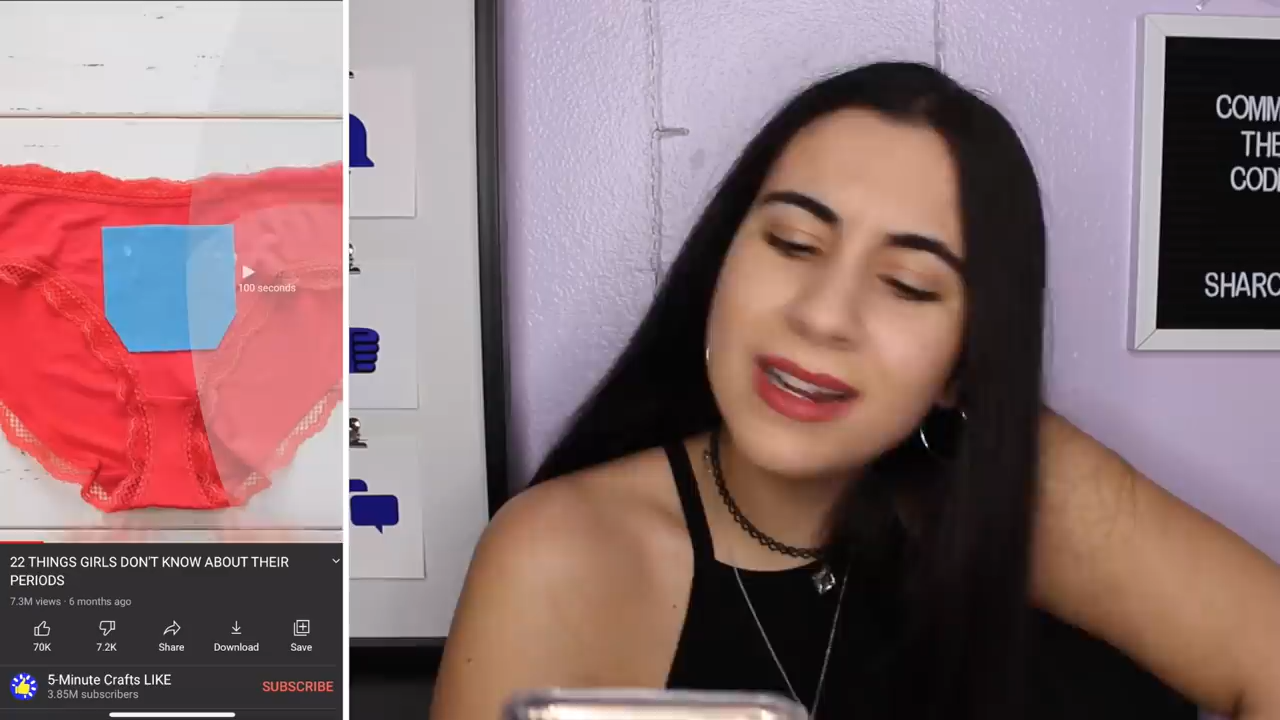 100 seconds
22 THINGS GIRLS DON'T KNOW ABOUT THEIR
PERIODS
7.3M views · 6 months ago
70K
7.2K
Share
Download
Save
5-Minute Crafts LIKE
3.85M subscribers
SUBSCRIBE
COMM
THE
COD
SHARC